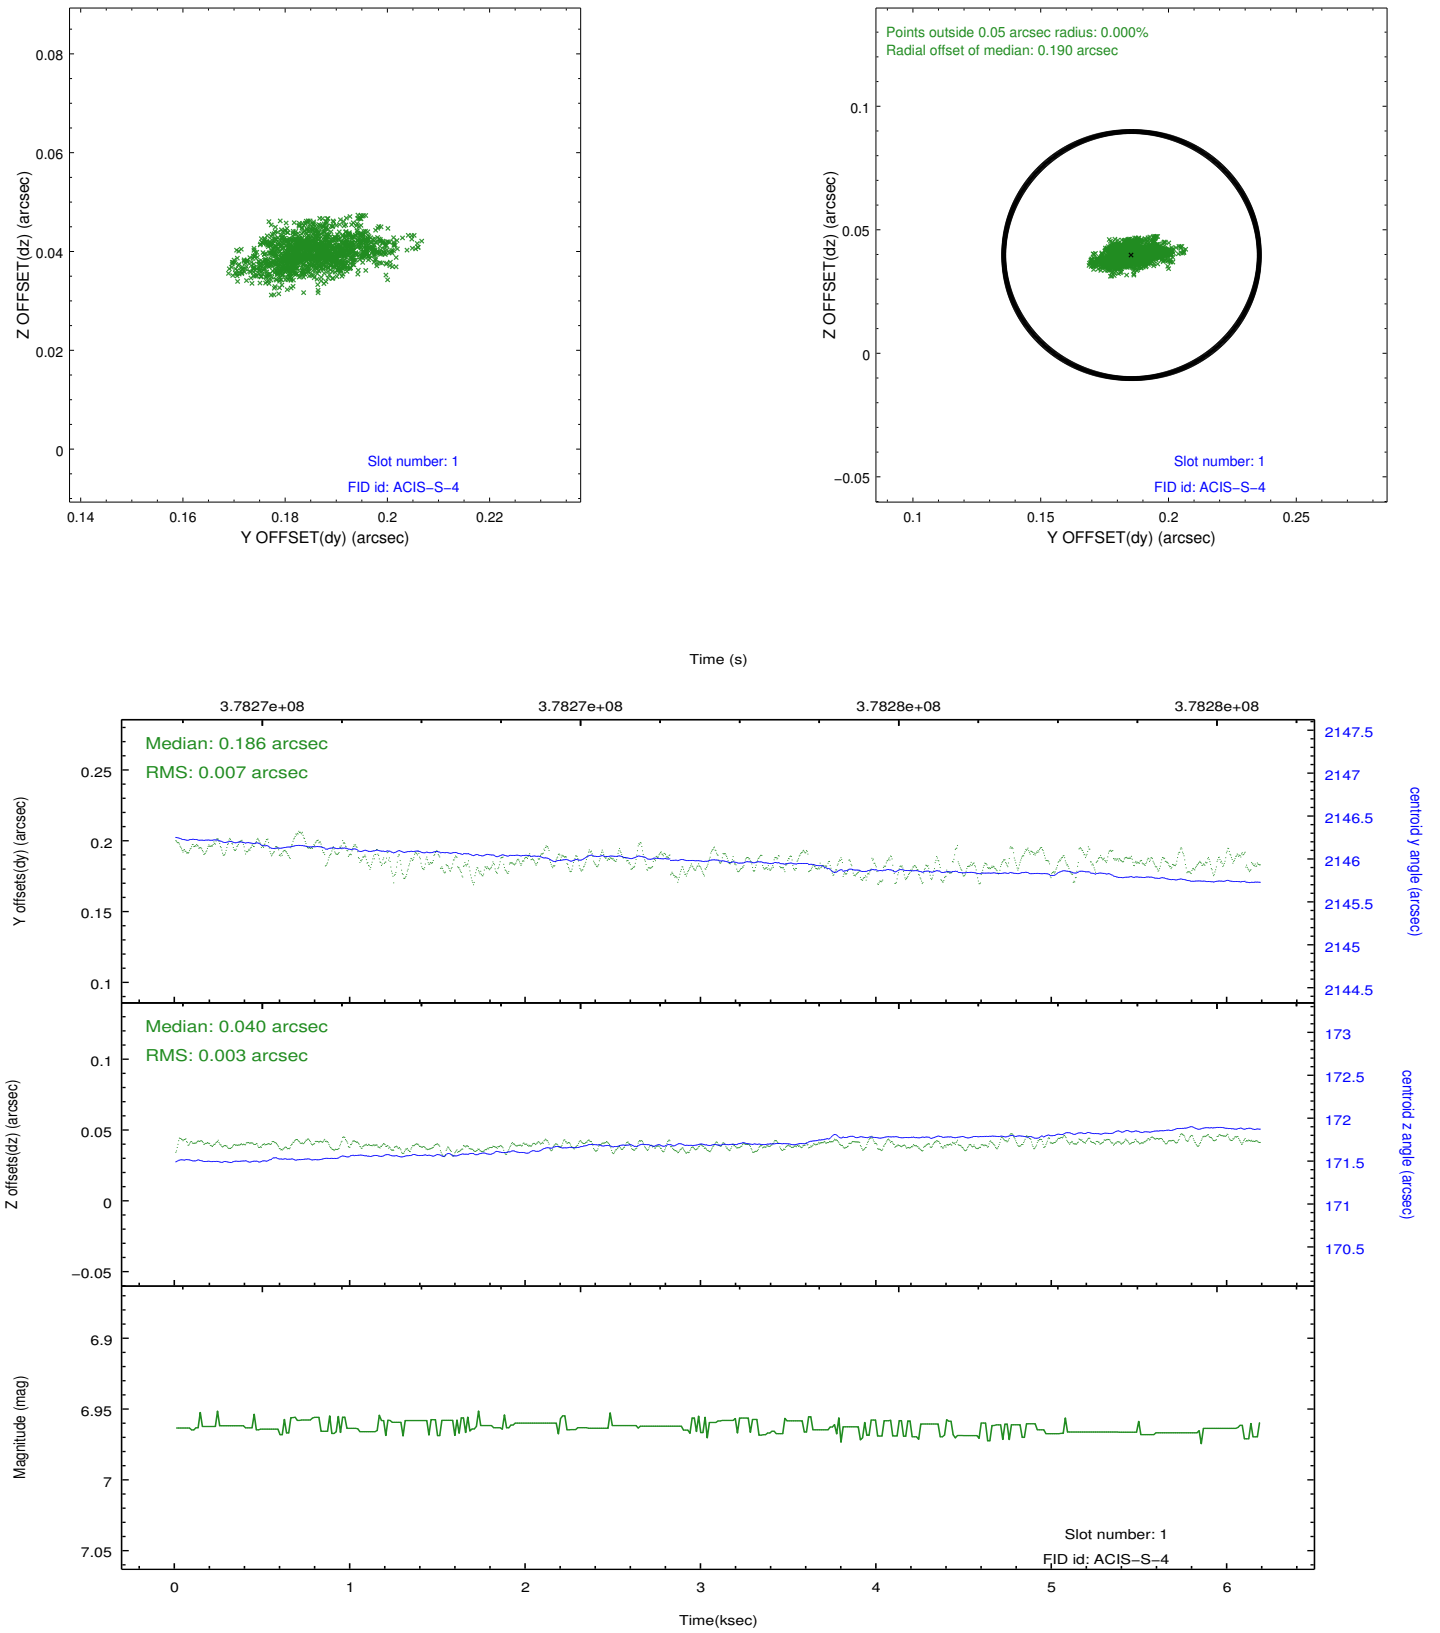 0.08
0.06
0.04
0.02
0
Z OFFSET(dz) (arcsec)
Slot number: 1
FID id: ACIS−S−4
0.14 0.16 0.18 0.2 0.22
Y OFFSET(dy) (arcsec)
Points outside 0.05 arcsec radius: 0.000%
Radial offset of median: 0.190 arcsec
0.1
0.05
0
−0.05
Z OFFSET(dz) (arcsec)
Slot number: 1
FID id: ACIS−S−4
0.1 0.15 0.2 0.25
Y OFFSET(dy) (arcsec)
Time (s)
3.7827e+08 3.7827e+08 3.7828e+08 3.7828e+08
Median: 0.186 arcsec
RMS: 0.007 arcsec
0.25
0.2
0.15
0.1
Y offsets(dy) (arcsec)
2147.5
2147
2146.5
2146
2145.5
2145
2144.5
centroid y angle (arcsec)
Median: 0.040 arcsec
RMS: 0.003 arcsec
0.1
0.05
0
−0.05
Z offsets(dz) (arcsec)
173
172.5
172
171.5
171
170.5
centroid z angle (arcsec)
6.9
6.95
7
7.05
Magnitude (mag)
Slot number: 1
FID id: ACIS−S−4
0 1 2 3 4 5 6
Time(ksec)